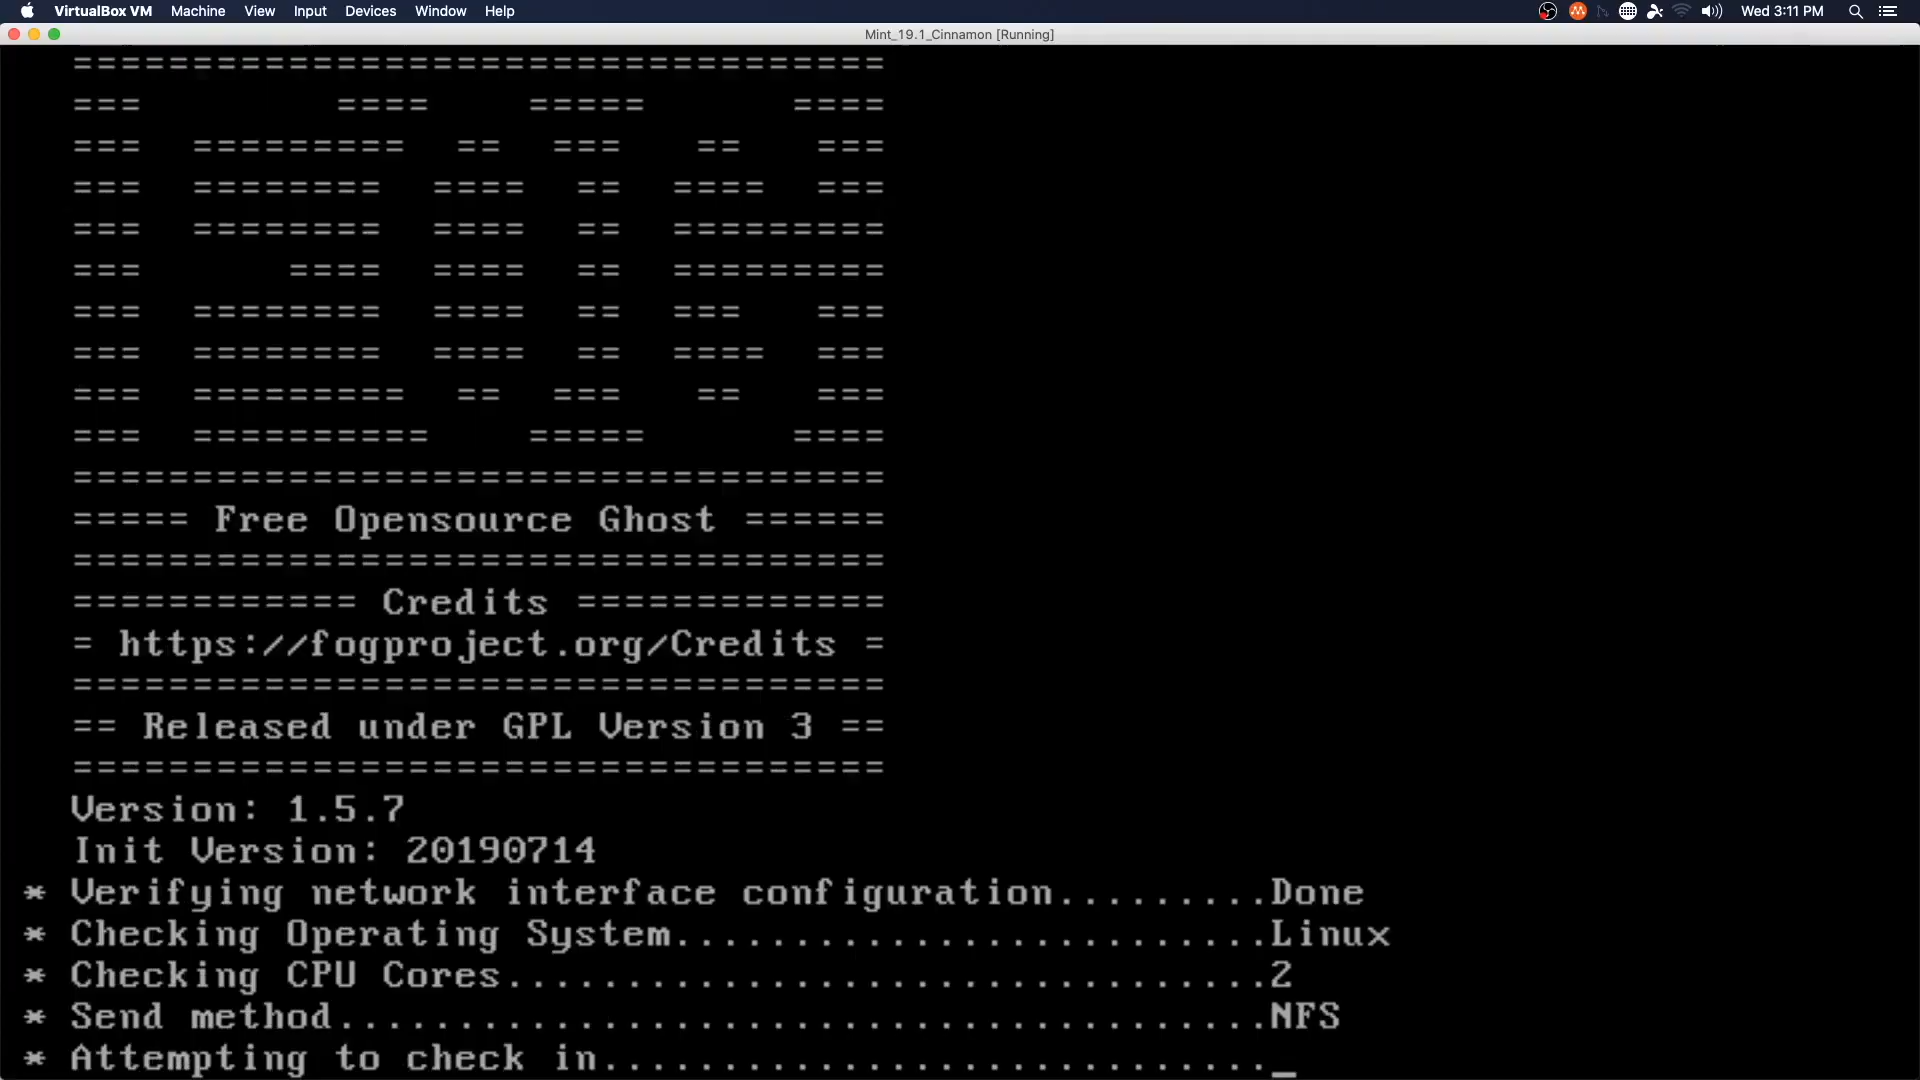 VirtualBox VM Machine View Input Devices Window Help Wed 3:11 PM
Mint_19.1_Cinnamon [Running]
==================================
===        ====    =====      ====
===  =========  ==  ===   ==   ===
===  ========  ====  ==  ====  ===
===  ========  ====  ==  =========
===      ====  ====  ==  =========
===  ========  ====  ==  ===   ===
===  ========  ====  ==  ====  ===
===  =========  ==  ===   ==   ===
===  ==========    =====      ====
==================================
===== Free Opensource Ghost ======
==================================
============ Credits =============
= https://fogproject.org/Credits =
==================================
== Released under GPL Version 3 ==
==================================
Version: 1.5.7
Init Version: 20190714
* Verifying network interface configuration.........Done
* Checking Operating System.........................Linux
* Checking CPU Cores................................2
* Send method.......................................NFS
* Attempting to check in............................_